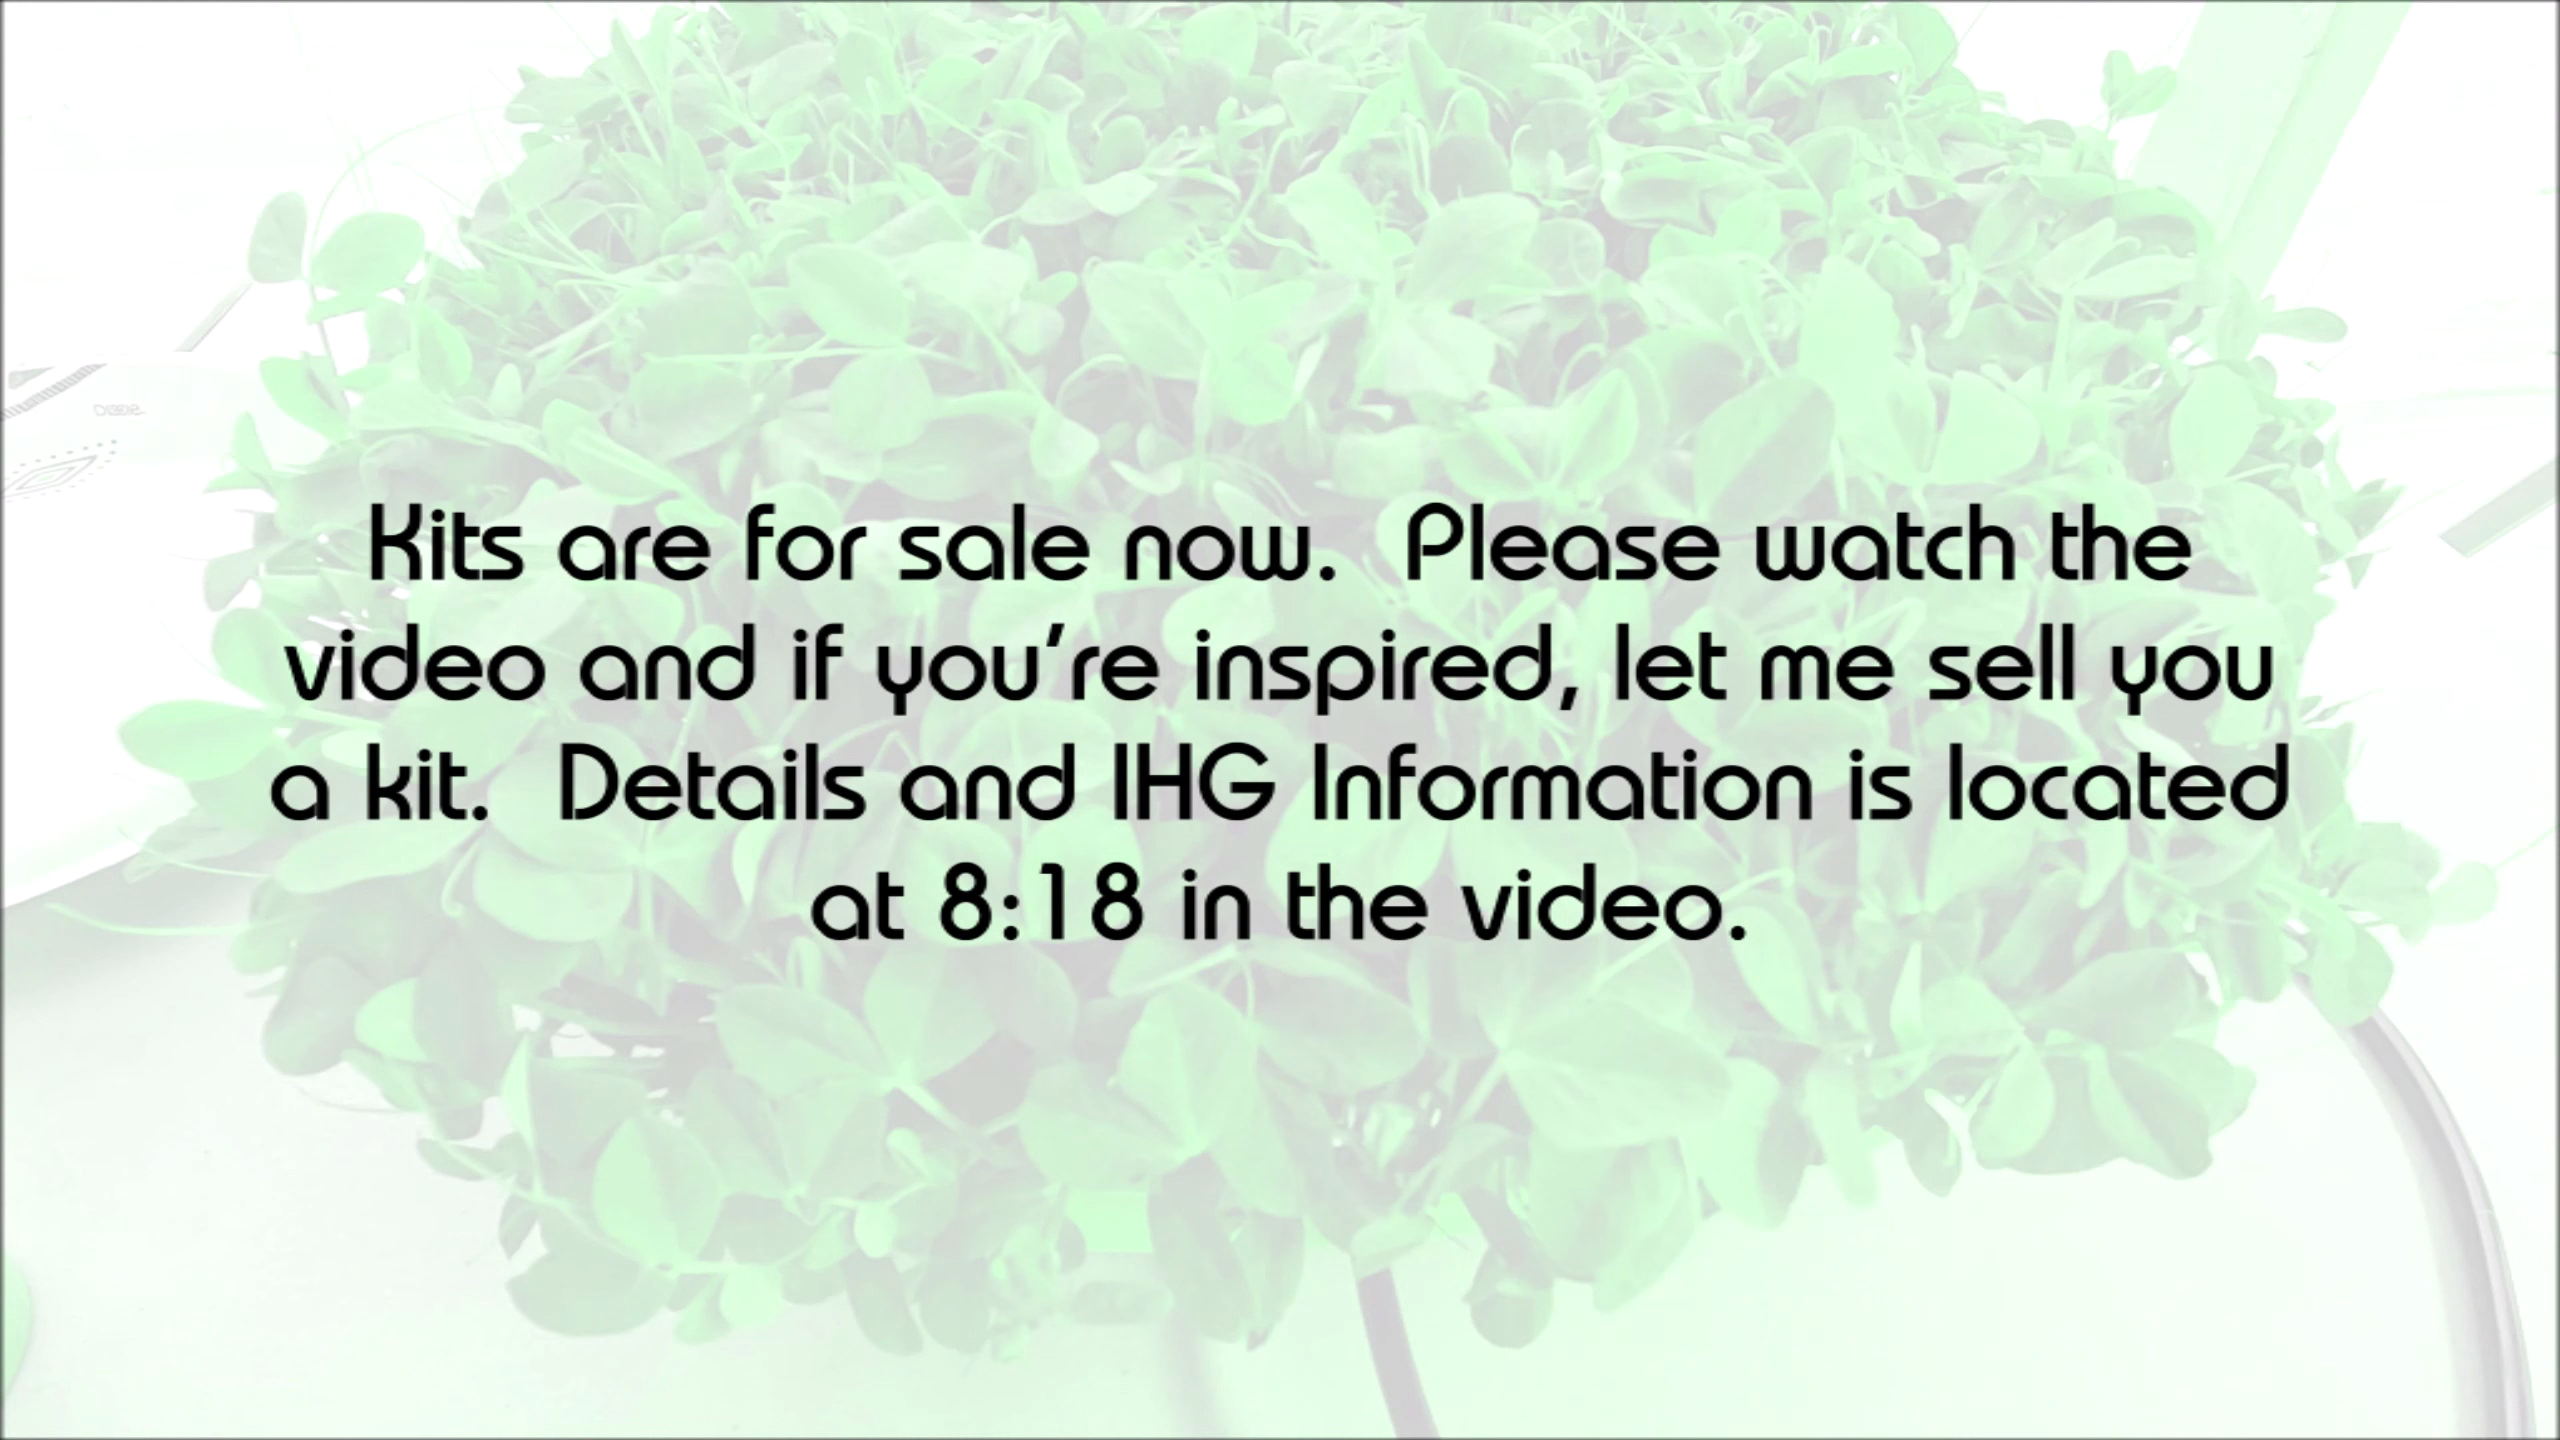 Kits are for sale now.  Please watch the
video and if you're inspired, let me sell you
a kit.  Details and IHG Information is located
at 8:18 in the video.